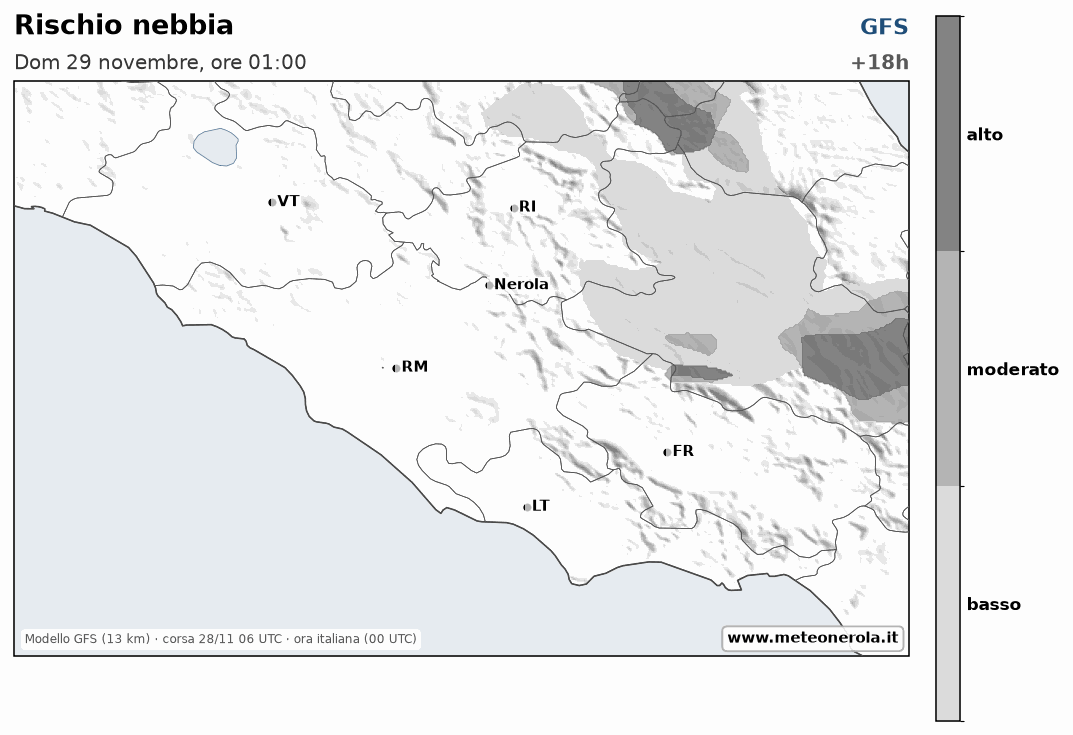 Rischio nebbia
GFS
Dom 29 novembre, ore 01:00
+18h
alto
VT
RI
Nerola
moderato
RM
FR
LT
basso
Modello GFS (13 km) · corsa 28/11 06 UTC · ora italiana (00 UTC)
www.meteonerola.it